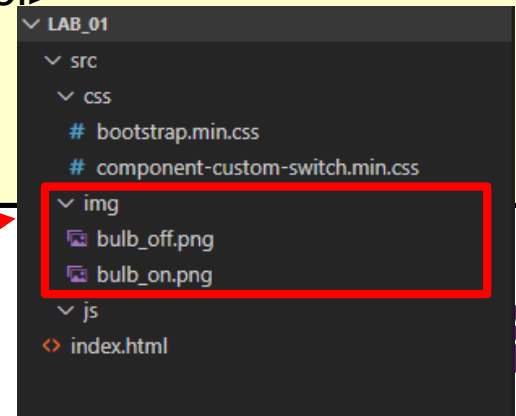 LAB_01
src
css
# bootstrap.min.css
# component-custom-switch.min.css
img
bulb_off.png
bulb_on.png
js
<> index.html